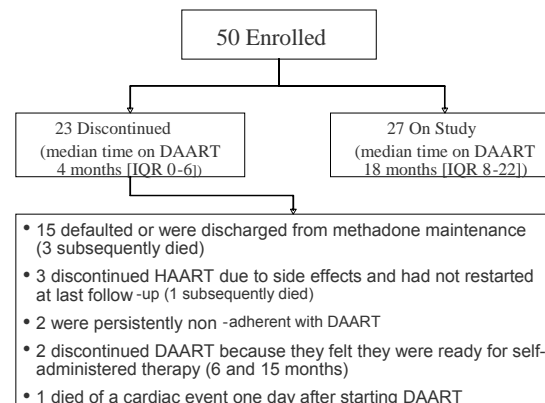 50 Enrolled
23 Discontinued
(median time on DAART
4 months [IQR 0-6])
27 On Study
(median time on DAART
18 months [IQR 8-22])
• 15 defaulted or were discharged from methadone maintenance
(3 subsequently died)
• 3 discontinued HAART due to side effects and had not restarted
at last follow -up (1 subsequently died)
• 2 were persistently non -adherent with DAART
• 2 discontinued DAART because they felt they were ready for self-
administered therapy (6 and 15 months)
• 1 died of a cardiac event one day after starting DAART